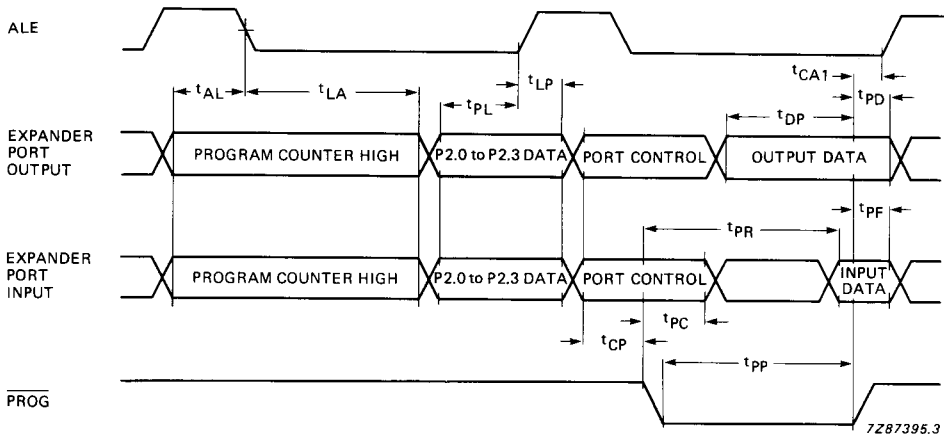 ALE
tCA1
tAL
tLA
tPL
tLP
tDP
tPD
EXPANDER
PORT
OUTPUT
PROGRAM COUNTER HIGH
P2.0 to P2.3 DATA
PORT CONTROL
OUTPUT DATA
tPR
tPF
EXPANDER
PORT
INPUT
PROGRAM COUNTER HIGH
P2.0 to P2.3 DATA
PORT CONTROL
INPUT
DATA
tCP
tPC
tPP
PROG
7Z87395.3